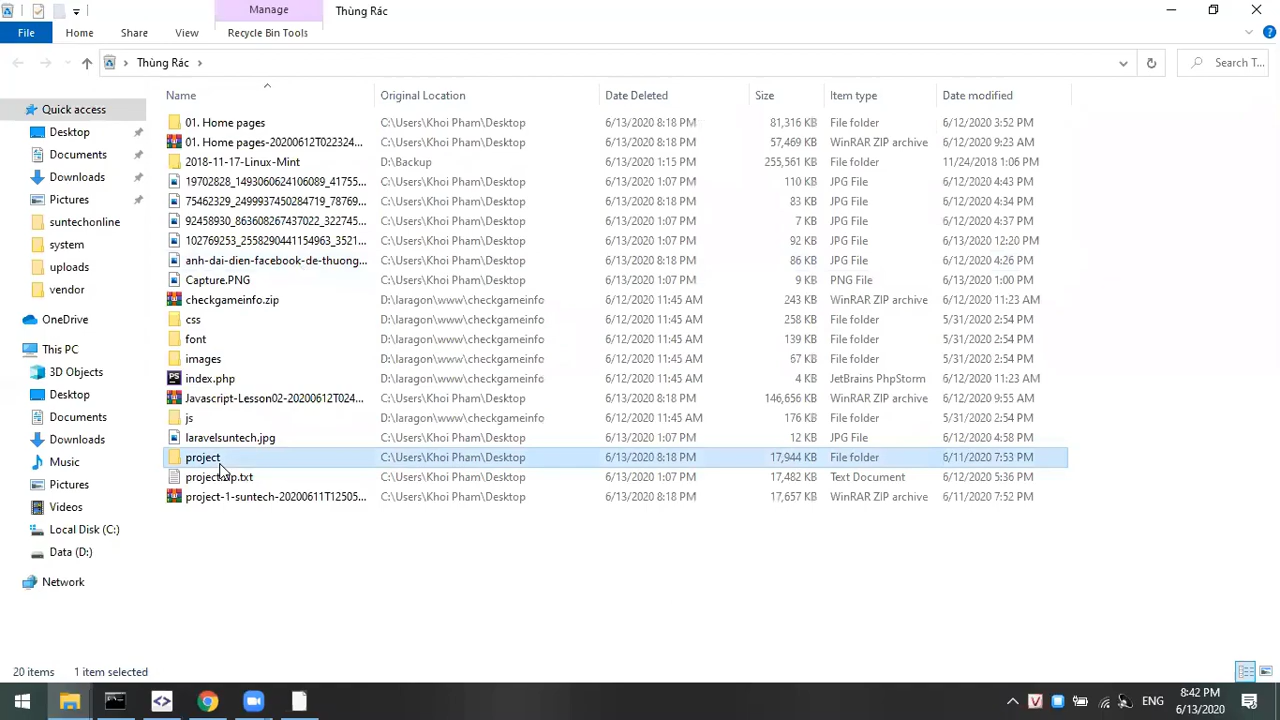 Manage
Thùng Rác
File
Home
Share
View
Recycle Bin Tools
Thùng Rác
Search T...
Name
Original Location
Date Deleted
Size
Item type
Date modified
Quick access
Desktop
Documents
Downloads
Pictures
suntechonline
system
uploads
vendor
OneDrive
This PC
3D Objects
Desktop
Documents
Downloads
Music
Pictures
Videos
Local Disk (C:)
Data (D:)
Network
01. Home pages C:\Users\Khoi Pham\Desktop 6/13/2020 8:18 PM 81,316 KB File folder 6/12/2020 3:52 PM
01. Home pages-20200612T022324... C:\Users\Khoi Pham\Desktop 6/13/2020 8:18 PM 57,469 KB WinRAR ZIP archive 6/12/2020 9:23 AM
2018-11-17-Linux-Mint D:\Backup 6/13/2020 1:15 PM 255,561 KB File folder 11/24/2018 1:06 PM
19702828_1493060624106089_41755... C:\Users\Khoi Pham\Desktop 6/13/2020 1:07 PM 110 KB JPG File 6/12/2020 4:43 PM
75462329_2499937450284719_78769... C:\Users\Khoi Pham\Desktop 6/13/2020 8:18 PM 83 KB JPG File 6/12/2020 4:34 PM
92458930_863608267437022_322745... C:\Users\Khoi Pham\Desktop 6/13/2020 1:07 PM 7 KB JPG File 6/12/2020 4:37 PM
102769253_2558290441154963_3521... C:\Users\Khoi Pham\Desktop 6/13/2020 1:07 PM 92 KB JPG File 6/13/2020 12:20 PM
anh-dai-dien-facebook-de-thuong... C:\Users\Khoi Pham\Desktop 6/13/2020 8:18 PM 86 KB JPG File 6/12/2020 4:26 PM
Capture.PNG C:\Users\Khoi Pham\Desktop 6/13/2020 8:18 PM 9 KB PNG File 6/13/2020 1:00 PM
checkgameinfo.zip D:\laragon\www\checkgameinfo 6/12/2020 11:45 AM 243 KB WinRAR ZIP archive 6/12/2020 11:23 AM
css D:\laragon\www\checkgameinfo 6/12/2020 11:45 AM 258 KB File folder 5/31/2020 2:54 PM
font D:\laragon\www\checkgameinfo 6/12/2020 11:45 AM 139 KB File folder 5/31/2020 2:54 PM
images D:\laragon\www\checkgameinfo 6/12/2020 11:45 AM 67 KB File folder 5/31/2020 2:54 PM
index.php D:\laragon\www\checkgameinfo 6/12/2020 11:45 AM 4 KB JetBrains PhpStorm 6/12/2020 11:23 AM
Javascript-Lesson02-20200612T024... C:\Users\Khoi Pham\Desktop 6/13/2020 8:18 PM 146,656 KB WinRAR ZIP archive 6/12/2020 9:55 AM
js D:\laragon\www\checkgameinfo 6/12/2020 11:45 AM 176 KB File folder 5/31/2020 2:54 PM
laravelsuntech.jpg C:\Users\Khoi Pham\Desktop 6/13/2020 1:07 PM 12 KB JPG File 6/12/2020 4:58 PM
project C:\Users\Khoi Pham\Desktop 6/13/2020 8:18 PM 17,944 KB File folder 6/11/2020 7:53 PM
C:\Users\Khoi Pham\Desktop 6/13/2020 8:18 PM 17,482 KB Text Document 6/12/2020 5:36 PM
project-1-suntech-20200611T12505... C:\Users\Khoi Pham\Desktop 6/13/2020 8:18 PM 17,657 KB WinRAR ZIP archive 6/11/2020 7:52 PM
20 items
1 item selected
ENG
8:42 PM
6/13/2020